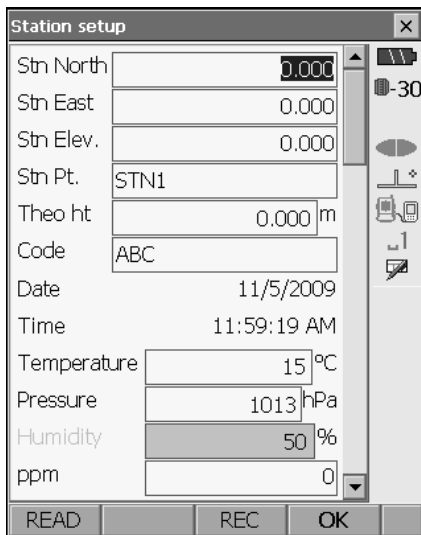 Station setup
Stn North 0.000
-30
Stn East 0.000
Stn Elev. 0.000
Stn Pt. STN1
Theo ht 0.000 m
Code ABC
1
Date 11/5/2009
Time 11:59:19 AM
Temperature 15 ºC
Pressure 1013 hPa
Humidity 50 %
ppm 0
READ REC OK